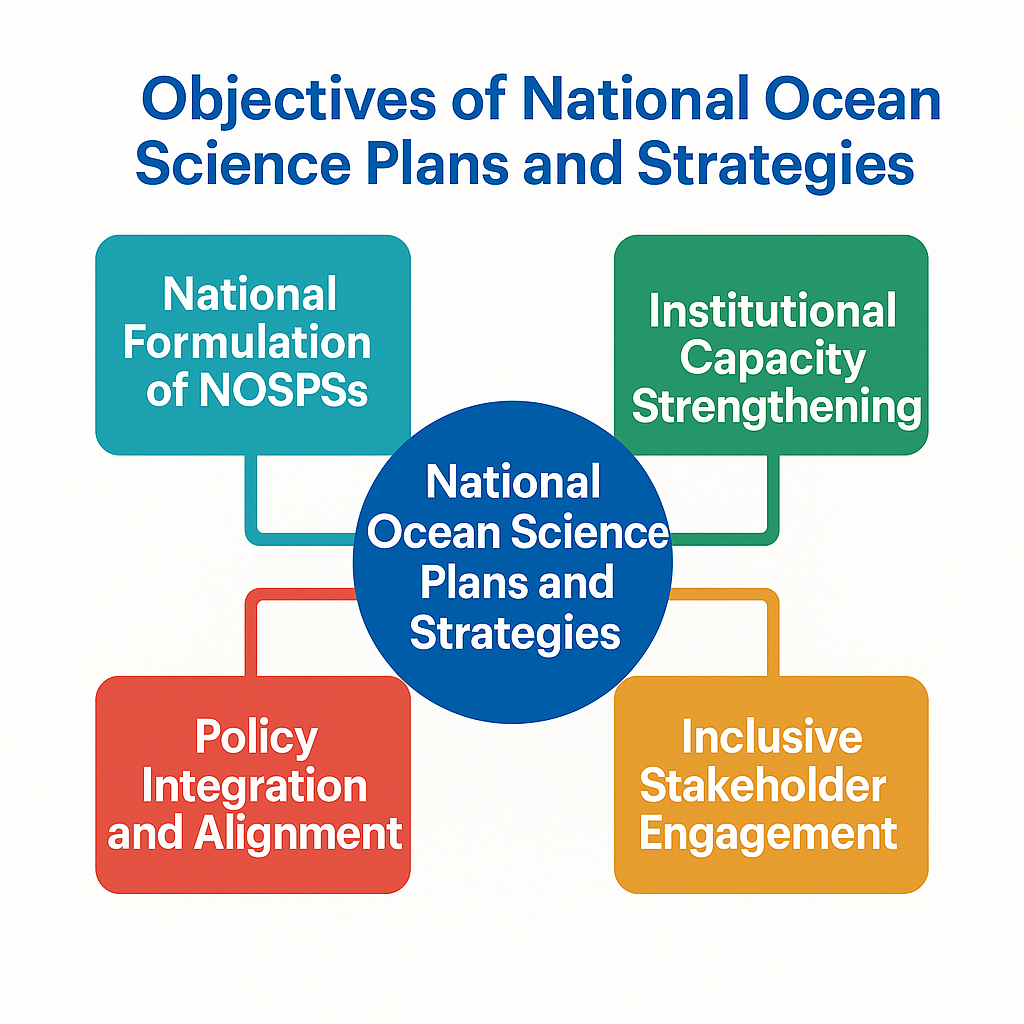 Objectives of National Ocean
Science Plans and Strategies
National
Formulation
of NOSPSs
Institutional
Capacity
Strengthening
National
Ocean Science
Plans and
Strategies
Policy
Integration
and Alignment
Inclusive
Stakeholder
Engagement